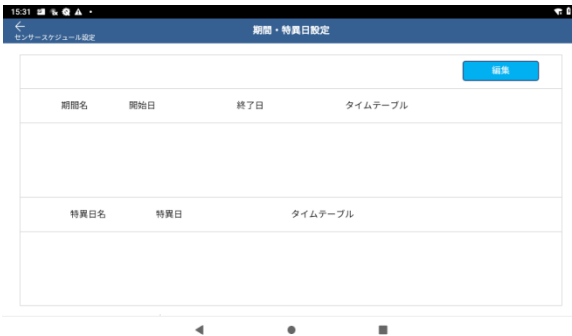 15:31
期間・特異日設定
センサースケジュール設定
編集
期間名 開始日 終了日 タイムテーブル
特異日名 特異日 タイムテーブル